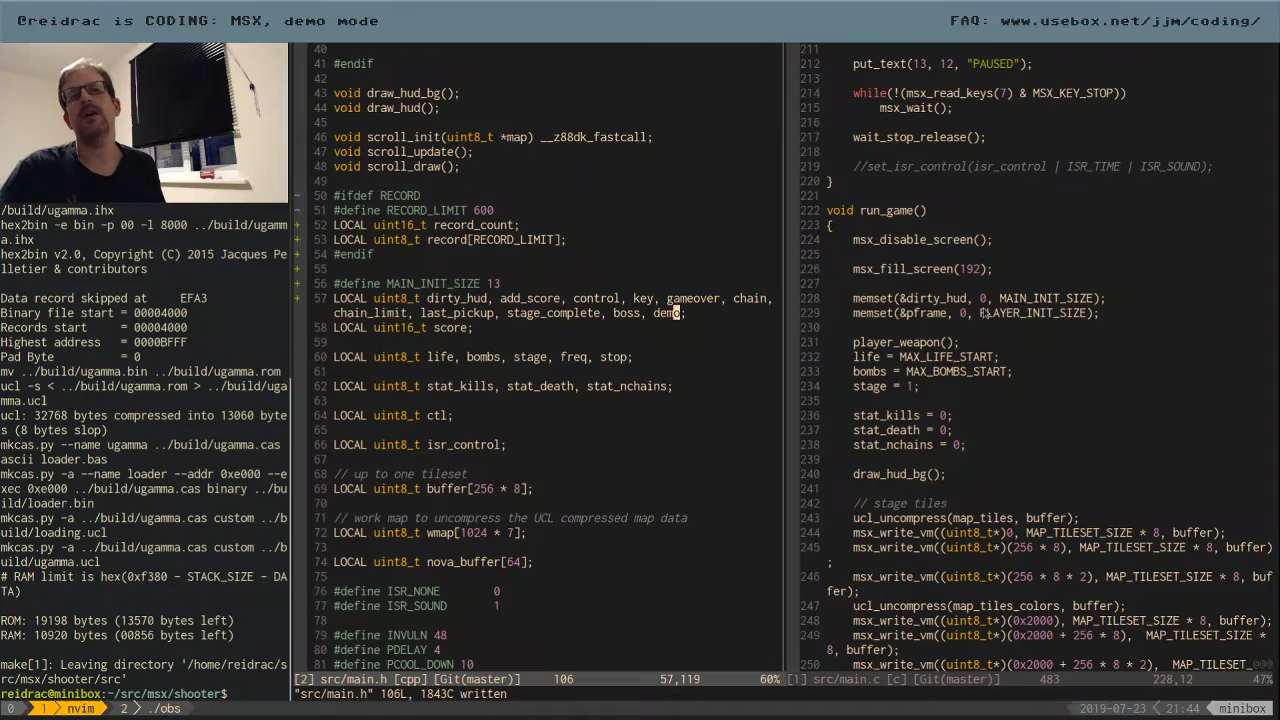 @reidrac is CODING: MSX, demo mode
FAQ: www.usebox.net/jjm/coding/
/build/ugamma.ihx
hex2bin -e bin -p 00 -l 8000 ../build/ugamm
a.ihx
hex2bin v2.0, Copyright (C) 2015 Jacques Pe
lletier & contributors
Data record skipped at     EFA3
Binary file start = 00004000
Records start     = 00004000
Highest address   = 0000BFFF
Pad Byte          = 0
mv ../build/ugamma.bin ../build/ugamma.rom
ucl -s < ../build/ugamma.rom > ../build/uga
mma.ucl
ucl: 32768 bytes compressed into 13060 byte
s (8 bytes slop)
mkcas.py --name ugamma ../build/ugamma.cas
ascii loader.bas
mkcas.py -a --name loader --addr 0xe000 --e
xec 0xe000 ../build/ugamma.cas binary ../bu
ild/loader.bin
mkcas.py -a ../build/ugamma.cas custom ../b
uild/loading.ucl
mkcas.py -a ../build/ugamma.cas custom ../b
uild/ugamma.ucl
# RAM limit is hex(0xf380 - STACK_SIZE - DA
TA)
ROM: 19198 bytes (13570 bytes left)
RAM: 10920 bytes (00856 bytes left)
make[1]: Leaving directory '/home/reidrac/s
rc/msx/shooter/src'
reidrac@minibox:~/src/msx/shooter$
40
41 #endif
42
43 void draw_hud_bg();
44 void draw_hud();
45
46 void scroll_init(uint8_t *map) __z88dk_fastcall;
47 void scroll_update();
48 void scroll_draw();
49
~ 50 #ifdef RECORD
~ 51 #define RECORD_LIMIT 600
+ 52 LOCAL uint16_t record_count;
+ 53 LOCAL uint8_t record[RECORD_LIMIT];
+ 54 #endif
+ 55
+ 56 #define MAIN_INIT_SIZE 13
+ 57 LOCAL uint8_t dirty_hud, add_score, control, key, gameover, chain,
chain_limit, last_pickup, stage_complete, boss, demo;
58 LOCAL uint16_t score;
59
60 LOCAL uint8_t life, bombs, stage, freq, stop;
61
62 LOCAL uint8_t stat_kills, stat_death, stat_nchains;
63
64 LOCAL uint8_t ctl;
65
66 LOCAL uint8_t isr_control;
67
68 // up to one tileset
69 LOCAL uint8_t buffer[256 * 8];
70
71 // work map to uncompress the UCL compressed map data
72 LOCAL uint8_t wmap[1024 * 7];
73
74 LOCAL uint8_t nova_buffer[64];
75
76 #define ISR_NONE        0
77 #define ISR_SOUND       1
78
79 #define INVULN 48
80 #define PDELAY 4
81 #define PCOOL_DOWN 10
[2] src/main.h [cpp] [Git(master)]       106             57,119         60%
"src/main.h" 106L, 1843C written
211
212 put_text(13, 12, "PAUSED");
213
214 while(!(msx_read_keys(7) & MSX_KEY_STOP))
215 msx_wait();
216
217 wait_stop_release();
218
219 //set_isr_control(isr_control | ISR_TIME | ISR_SOUND);
220 }
221
222 void run_game()
223 {
224 msx_disable_screen();
225
226 msx_fill_screen(192);
227
228 memset(&dirty_hud, 0, MAIN_INIT_SIZE);
229 memset(&pframe, 0, PLAYER_INIT_SIZE);
230
231 player_weapon();
232 life = MAX_LIFE_START;
233 bombs = MAX_BOMBS_START;
234 stage = 1;
235
236 stat_kills = 0;
237 stat_death = 0;
238 stat_nchains = 0;
239
240 draw_hud_bg();
241
242 // stage tiles
243 ucl_uncompress(map_tiles, buffer);
244 msx_write_vm((uint8_t*)0, MAP_TILESET_SIZE * 8, buffer);
245 msx_write_vm((uint8_t*)(256 * 8), MAP_TILESET_SIZE * 8, buffer)
;
246 msx_write_vm((uint8_t*)(256 * 8 * 2), MAP_TILESET_SIZE * 8, buf
fer);
247 ucl_uncompress(map_tiles_colors, buffer);
248 msx_write_vm((uint8_t*)(0x2000), MAP_TILESET_SIZE * 8, buffer);
249 msx_write_vm((uint8_t*)(0x2000 + 256 * 8),  MAP_TILESET_SIZE *
8, buffer);
250 msx_write_vm((uint8_t*)(0x2000 + 256 * 8 * 2),  MAP_TILESET_@@@
[1] src/main.c [c] [Git(master)]       483             228,12         47%
0  1  nvim  2  ./obs
2019-07-23  21:44  minibox